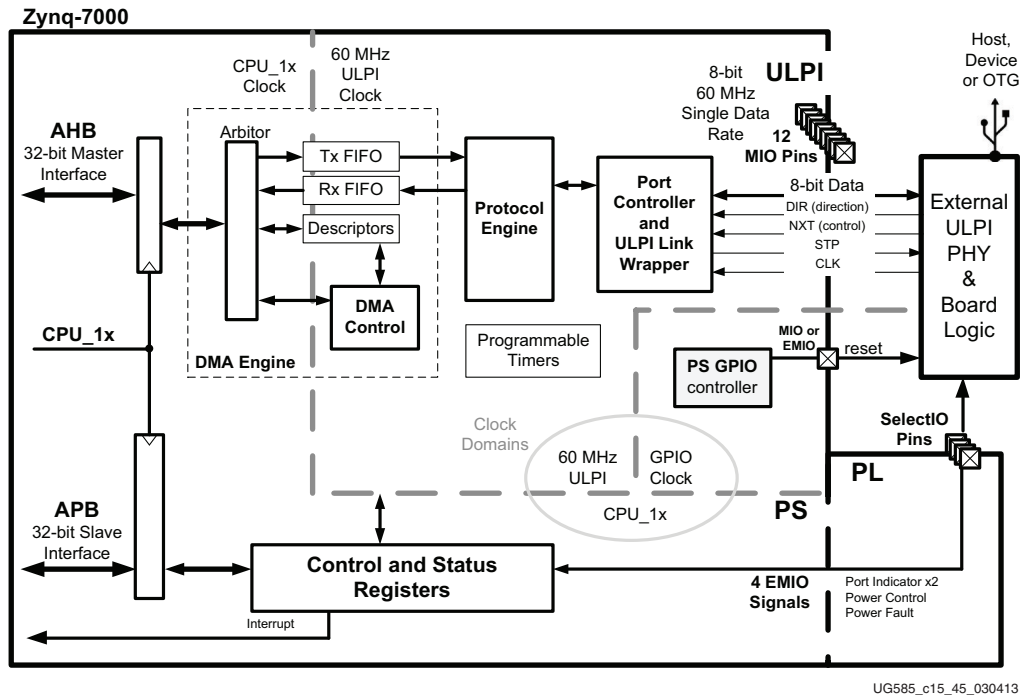 Zynq-7000
Host,
Device
or OTG
CPU_1x
Clock
60 MHz
ULPI
Clock
8-bit
60 MHz
Single Data
Rate
ULPI
12
MIO Pins
AHB
32-bit Master
Interface
Arbitor
Tx FIFO
Rx FIFO
Descriptors
DMA
Control
DMA Engine
Protocol
Engine
Port
Controller
and
ULPI Link
Wrapper
8-bit Data
DIR (direction)
NXT (control)
STP
CLK
External
ULPI
PHY
&
Board
Logic
CPU_1x
Programmable
Timers
MIO or
EMIO
reset
PS GPIO
controller
SelectIO
Pins
Clock
Domains
60 MHz
ULPI
GPIO
Clock
CPU_1x
PL
PS
APB
32-bit Slave
Interface
Control and Status
Registers
4 EMIO
Signals
Port Indicator x2
Power Control
Power Fault
Interrupt
UG585_c15_45_030413